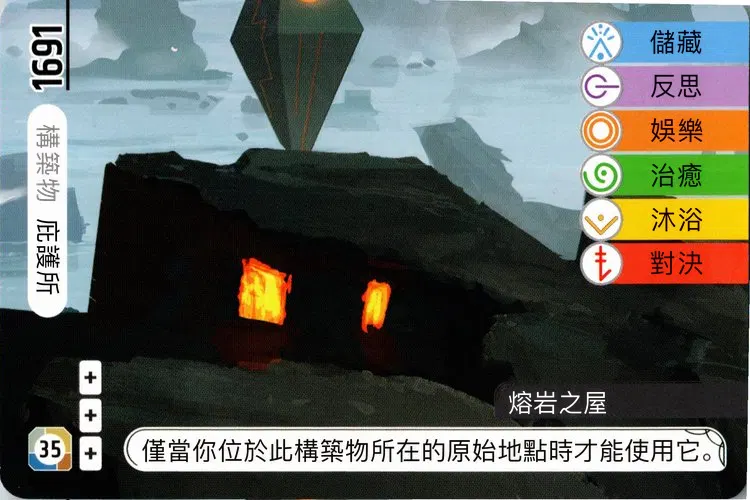 1691
構築物 庇護所
儲藏
反思
娛樂
治癒
沐浴
對決
熔岩之屋
+
+
+
35
僅當你位於此構築物所在的原始地點時才能使用它。